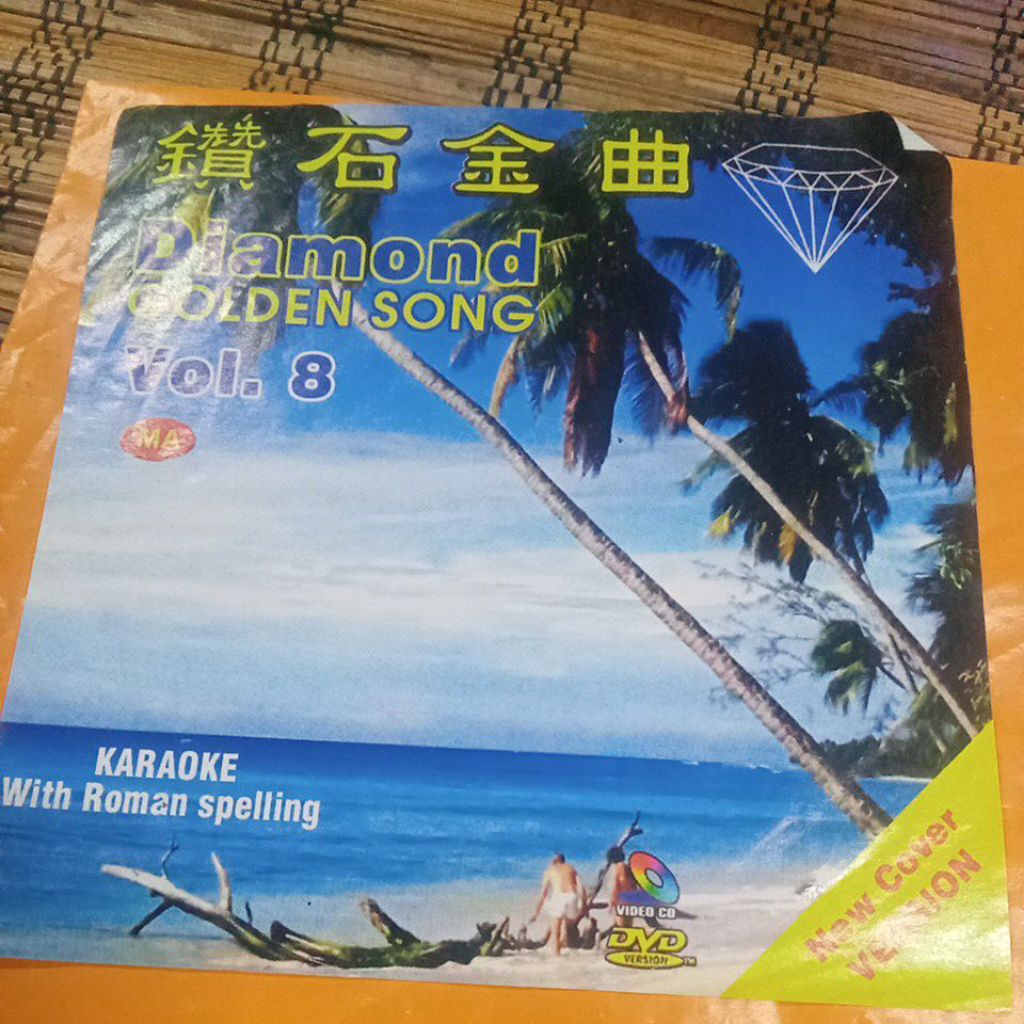 鑽石金曲
Diamond
GOLDEN SONG
Vol. 8
MA
KARAOKE
With Roman spelling
VIDEO CD
DVD
VERSION
TM
New Cover
VERSION